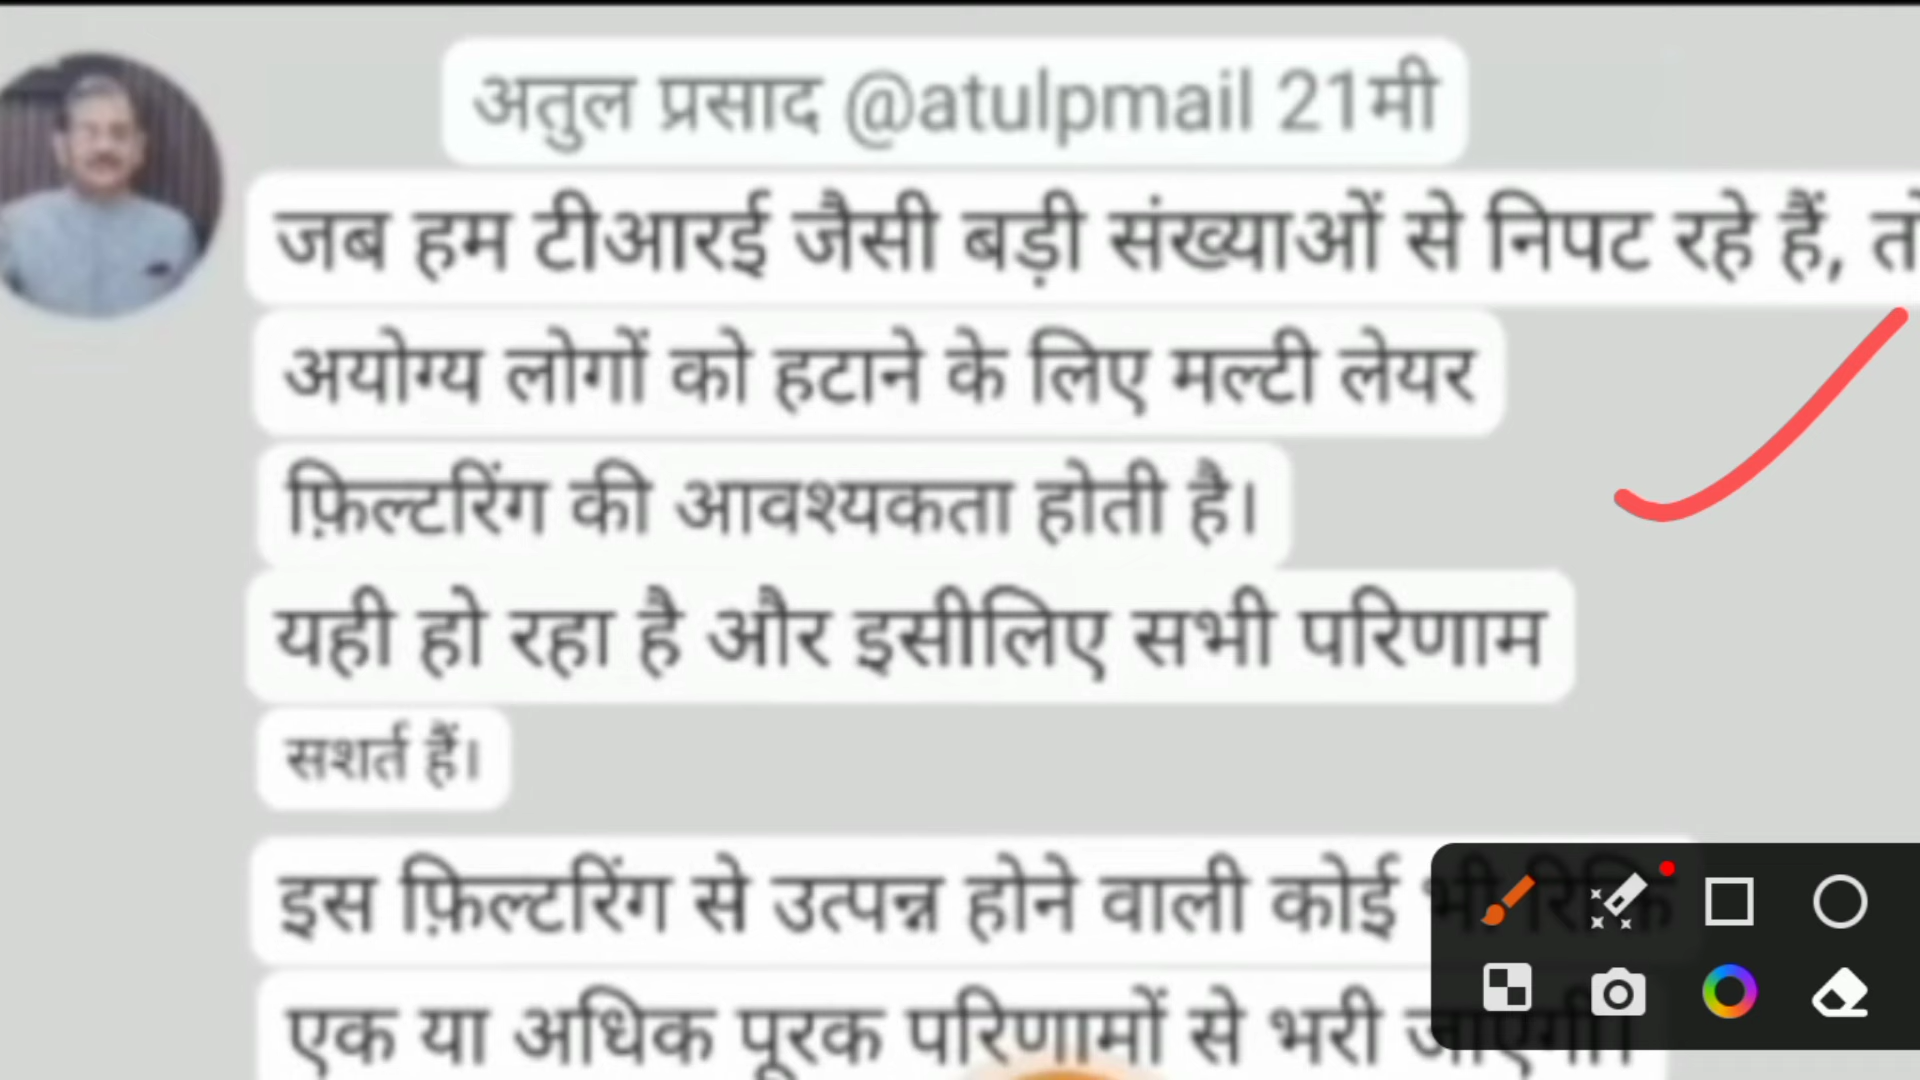 अतुल प्रसाद @atulpmail 21मी
जब हम टीआरई जैसी बड़ी संख्याओं से निपट रहे हैं, तो
अयोग्य लोगों को हटाने के लिए मल्टी लेयर
फ़िल्टरिंग की आवश्यकता होती है।
यही हो रहा है और इसीलिए सभी परिणाम
सशर्त हैं।
इस फ़िल्टरिंग से उत्पन्न होने वाली कोई भी रिक्ति
एक या अधिक पूरक परिणामों से भरी जाएगी।